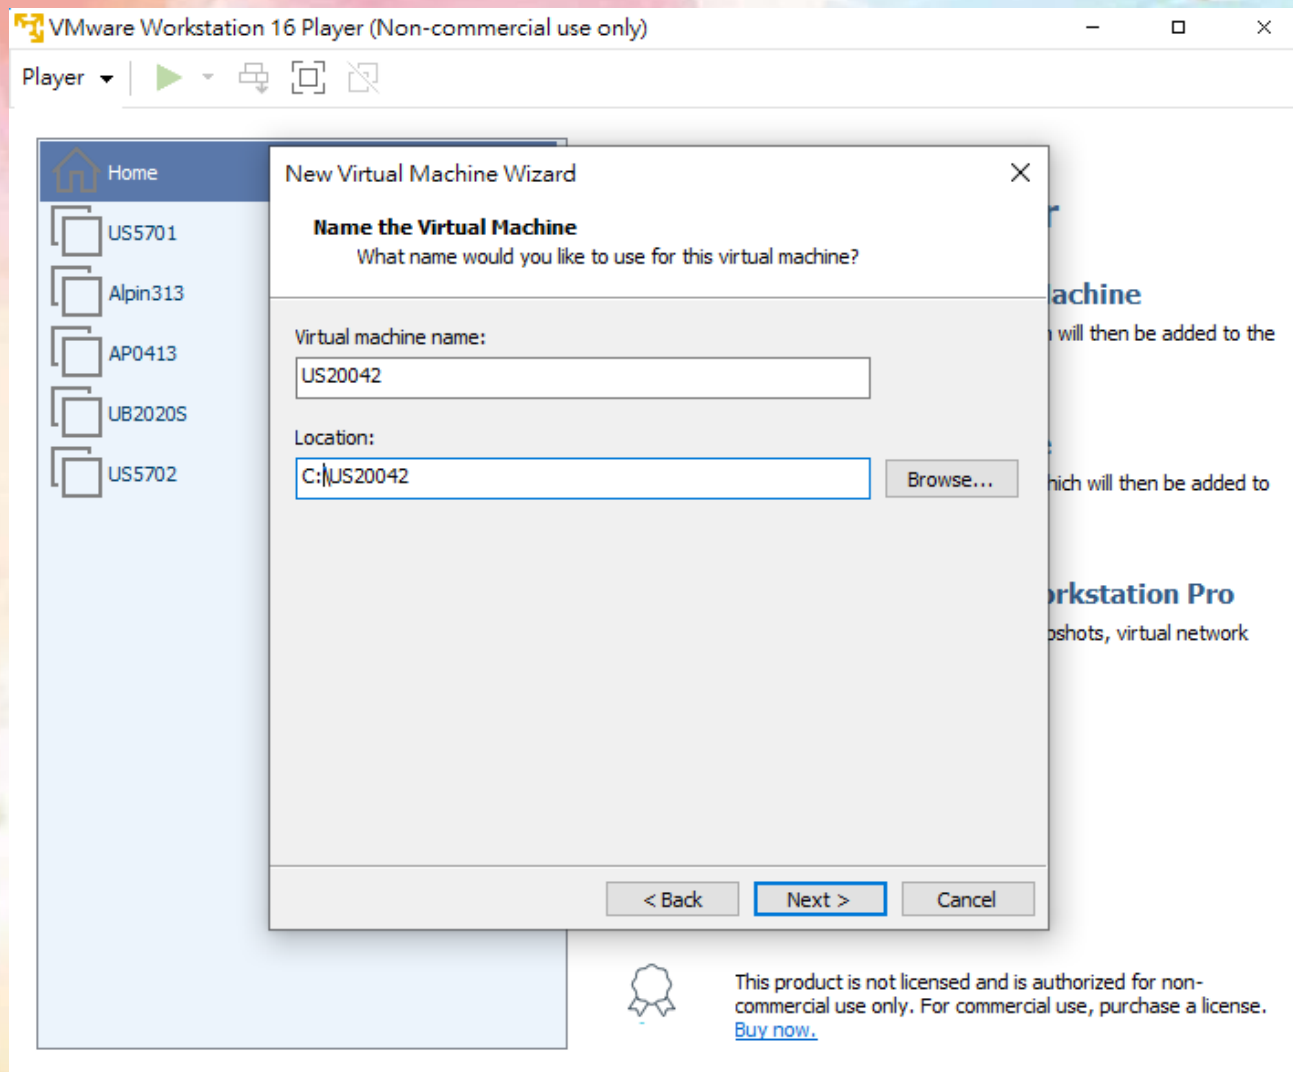 VMware Workstation 16 Player (Non-commercial use only)
Player
Home
US5701
Alpin313
AP0413
UB2020S
US5702
New Virtual Machine Wizard
Name the Virtual Machine
What name would you like to use for this virtual machine?
Virtual machine name:
US20042
Location:
C:\US20042
Browse...
< Back
Next >
Cancel
r
achine
will then be added to the
e
hich will then be added to
orkstation Pro
pshots, virtual network
This product is not licensed and is authorized for non-
commercial use only. For commercial use, purchase a license.
Buy now.